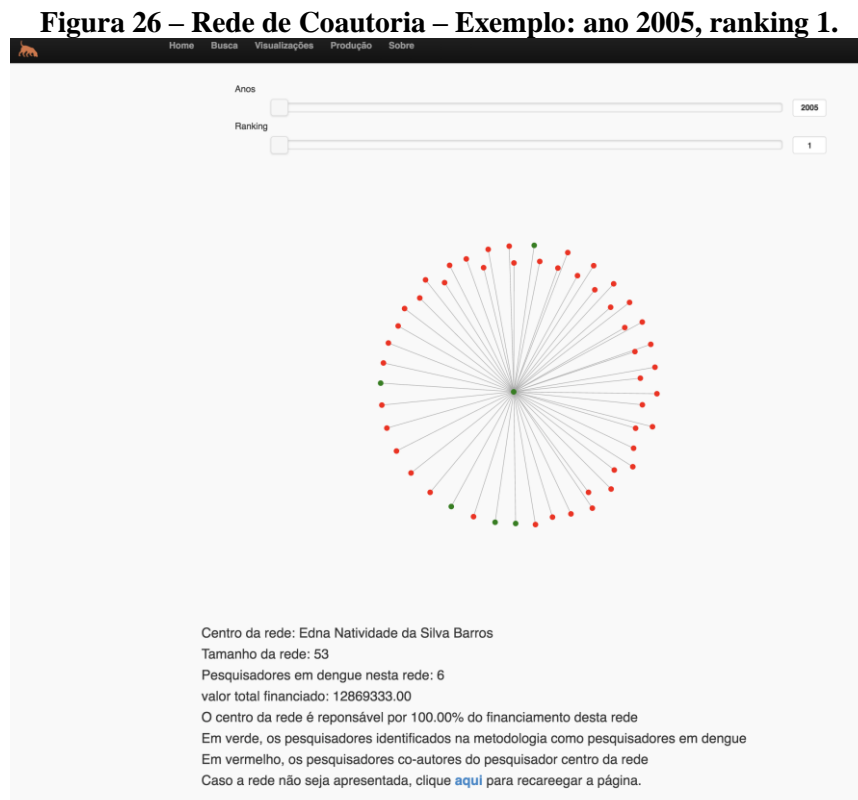 Figura 26 – Rede de Coautoria – Exemplo: ano 2005, ranking 1.
Home Busca Visualizações Produção Sobre
Anos
2005
Ranking
1
Centro da rede: Edna Natividade da Silva Barros
Tamanho da rede: 53
Pesquisadores em dengue nesta rede: 6
valor total financiado: 12869333.00
O centro da rede é reponsável por 100.00% do financiamento desta rede
Em verde, os pesquisadores identificados na metodologia como pesquisadores em dengue
Em vermelho, os pesquisadores co-autores do pesquisador centro da rede
Caso a rede não seja apresentada, clique aqui para recareegar a página.